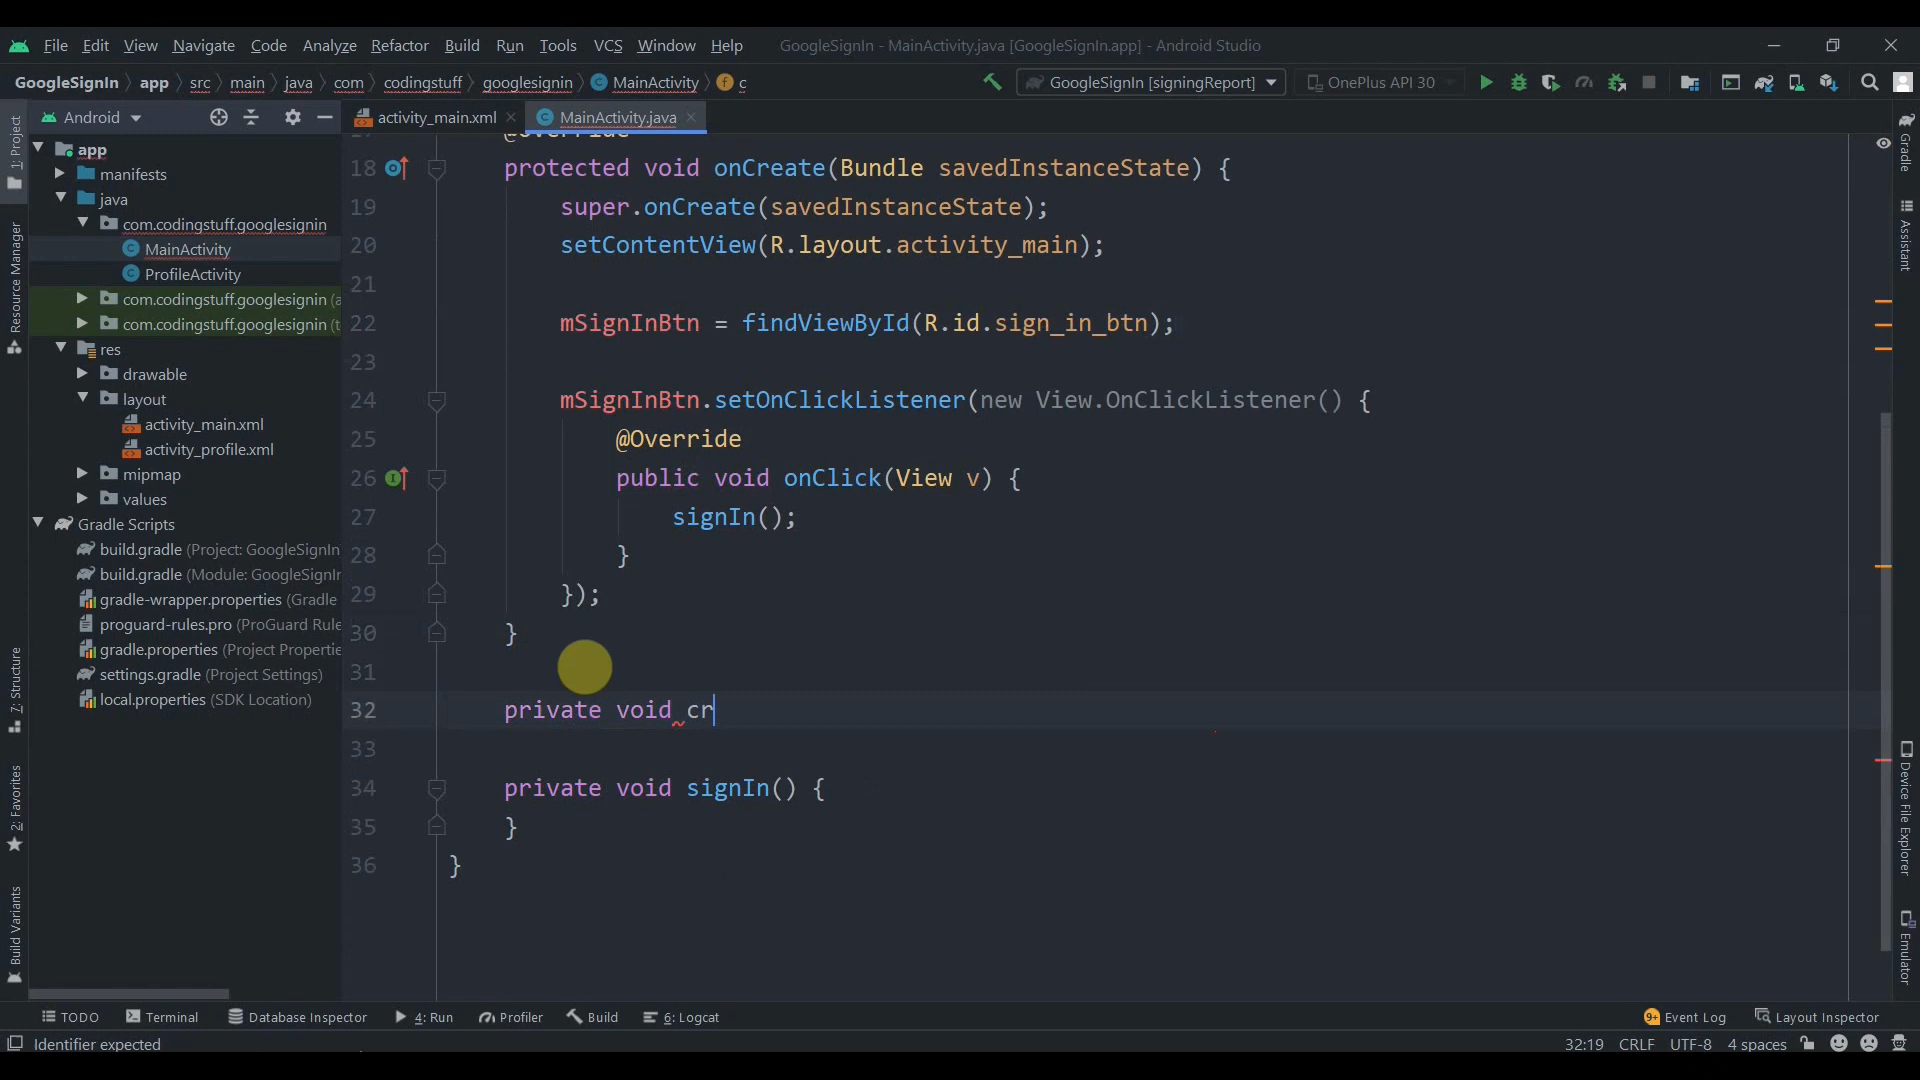 File Edit View Navigate Code Analyze Refactor Build Run Tools VCS Window Help GoogleSignIn - MainActivity.java [GoogleSignIn.app] - Android Studio
GoogleSignIn app src main java com codingstuff googlesignin MainActivity c GoogleSignIn [signingReport] OnePlus API 30
Android activity_main.xml MainActivity.java
1: Project
Resource Manager
7: Structure
2: Favorites
Build Variants
app
manifests
java
com.codingstuff.googlesignin
MainActivity
ProfileActivity
com.codingstuff.googlesignin (a
com.codingstuff.googlesignin (t
res
drawable
layout
activity_main.xml
activity_profile.xml
mipmap
values
Gradle Scripts
build.gradle (Project: GoogleSignIn
build.gradle (Module: GoogleSignIn
gradle-wrapper.properties (Gradle
proguard-rules.pro (ProGuard Rule
gradle.properties (Project Propertie
settings.gradle (Project Settings)
local.properties (SDK Location)
@Override
18 protected void onCreate(Bundle savedInstanceState) {
19 super.onCreate(savedInstanceState);
20 setContentView(R.layout.activity_main);
21
22 mSignInBtn = findViewById(R.id.sign_in_btn);
23
24 mSignInBtn.setOnClickListener(new View.OnClickListener() {
25 @Override
26 public void onClick(View v) {
27 signIn();
28 }
29 });
30 }
31
32 private void cr
33
34 private void signIn() {
35 }
36 }
Gradle
Assistant
Device File Explorer
Emulator
TODO Terminal Database Inspector 4: Run Profiler Build 6: Logcat 9+ Event Log Layout Inspector
Identifier expected 32:19 CRLF UTF-8 4 spaces